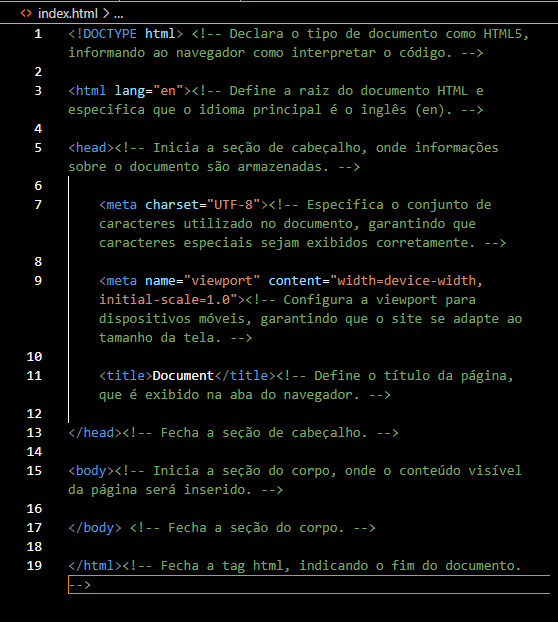 index.html > ...
1 <!DOCTYPE html> <!-- Declara o tipo de documento como HTML5,
informando ao navegador como interpretar o código. -->
2
3 <html lang="en"><!-- Define a raiz do documento HTML e
especifica que o idioma principal é o inglês (en). -->
4
5 <head><!-- Inicia a seção de cabeçalho, onde informações
sobre o documento são armazenadas. -->
6
7 <meta charset="UTF-8"><!-- Especifica o conjunto de
caracteres utilizado no documento, garantindo que
caracteres especiais sejam exibidos corretamente. -->
8
9 <meta name="viewport" content="width=device-width,
initial-scale=1.0"><!-- Configura a viewport para
dispositivos móveis, garantindo que o site se adapte ao
tamanho da tela. -->
10
11 <title>Document</title><!-- Define o título da página,
que é exibido na aba do navegador. -->
12
13 </head><!-- Fecha a seção de cabeçalho. -->
14
15 <body><!-- Inicia a seção do corpo, onde o conteúdo visível
da página será inserido. -->
16
17 </body> <!-- Fecha a seção do corpo. -->
18
19 </html><!-- Fecha a tag html, indicando o fim do documento.
-->